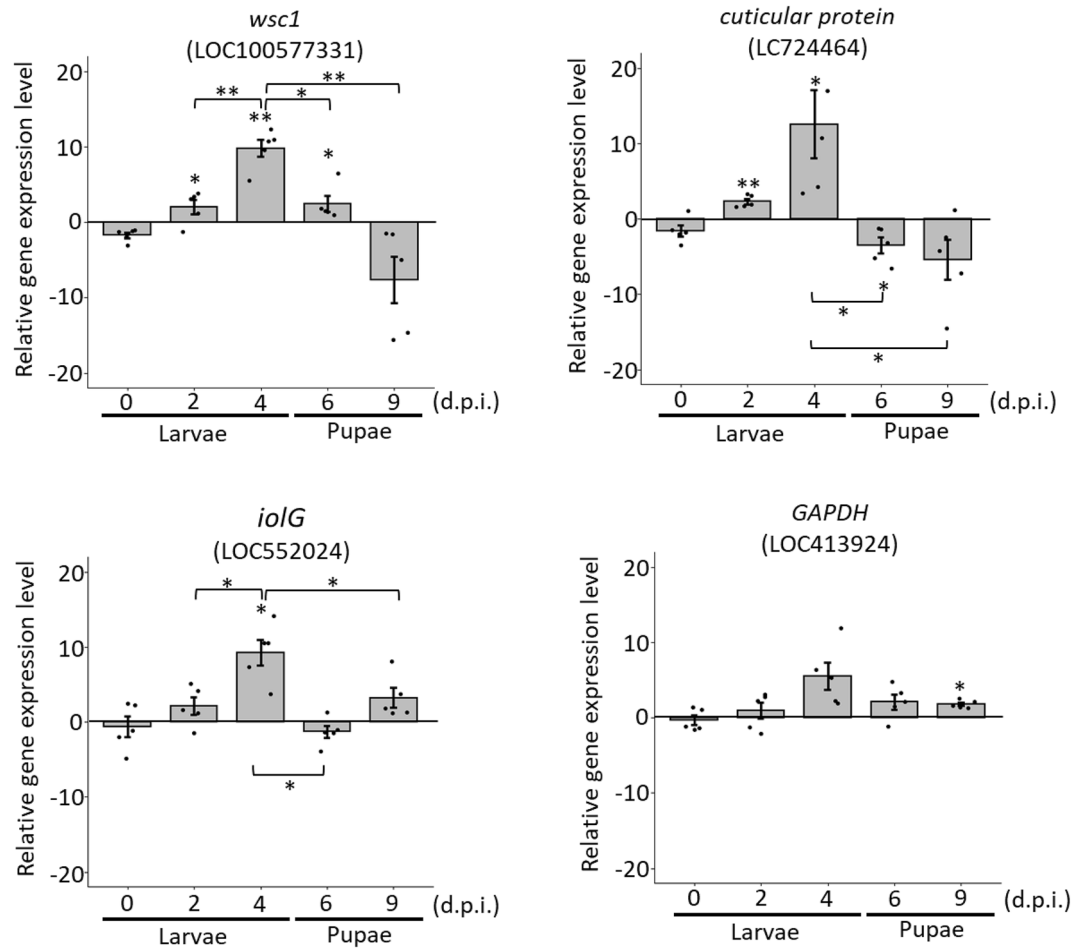 wsc1
(LOC100577331)
Relative gene expression level
20
10
0
-10
-20
**
**
*
*
**
*
0 2 4 6 9 (d.p.i.)
Larvae Pupae
cuticular protein
(LC724464)
Relative gene expression level
20
10
0
-10
-20
*
**
*
*
*
0 2 4 6 9 (d.p.i.)
Larvae Pupae
iolG
(LOC552024)
Relative gene expression level
20
10
0
-10
-20
* *
*
*
0 2 4 6 9 (d.p.i.)
Larvae Pupae
GAPDH
(LOC413924)
Relative gene expression level
20
10
0
-10
-20
*
0 2 4 6 9 (d.p.i.)
Larvae Pupae